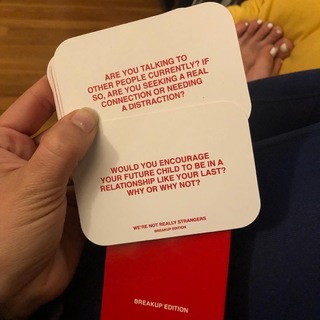 ARE YOU TALKING TO
OTHER PEOPLE CURRENTLY? IF
SO, ARE YOU SEEKING A REAL
CONNECTION OR NEEDING
A DISTRACTION?
WOULD YOU ENCOURAGE
YOUR FUTURE CHILD TO BE IN A
RELATIONSHIP LIKE YOUR LAST?
WHY OR WHY NOT?
WE'RE NOT REALLY STRANGERS
BREAKUP EDITION
BREAKUP EDITION